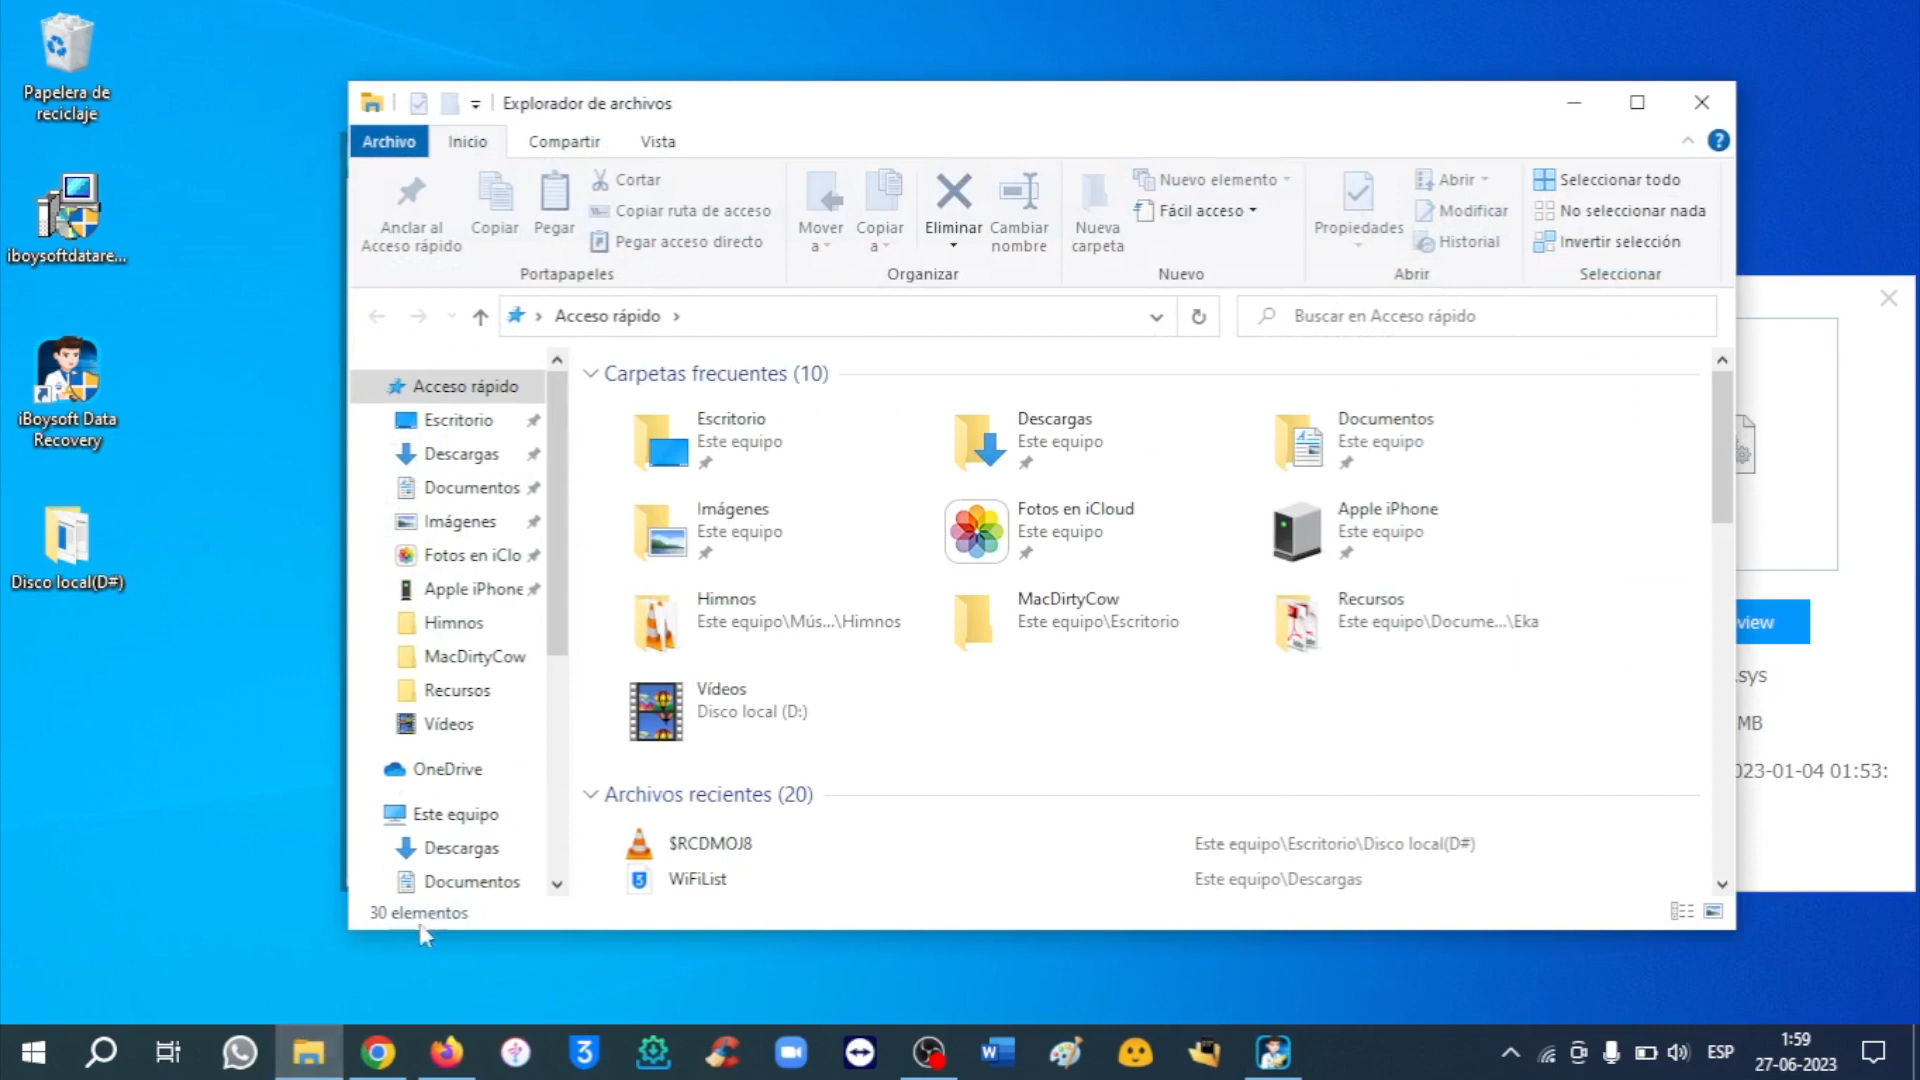 Papelera de
reciclaje
iboysoftdatare...
iBoysoft Data
Recovery
Disco local(D#)
Explorador de archivos
Archivo
Inicio
Compartir
Vista
Anclar al
Acceso rápido
Copiar
Pegar
Cortar
Copiar ruta de acceso
Pegar acceso directo
Portapapeles
Mover
a
Copiar
a
Eliminar
Cambiar
nombre
Organizar
Nueva
carpeta
Nuevo elemento
Fácil acceso
Nuevo
Propiedades
Abrir
Modificar
Historial
Abrir
Seleccionar todo
No seleccionar nada
Invertir selección
Seleccionar
Acceso rápido
Buscar en Acceso rápido
Acceso rápido
Escritorio
Descargas
Documentos
Imágenes
Fotos en iClo
Apple iPhone
Himnos
MacDirtyCow
Recursos
Vídeos
OneDrive
Este equipo
Descargas
Documentos
Carpetas frecuentes (10)
Escritorio
Este equipo
Descargas
Este equipo
Documentos
Este equipo
Imágenes
Este equipo
Fotos en iCloud
Este equipo
Apple iPhone
Este equipo
Himnos
Este equipo\Mús...\Himnos
MacDirtyCow
Este equipo\Escritorio
Recursos
Este equipo\Docume...\Eka
Vídeos
Disco local (D:)
Archivos recientes (20)
$RCDMOJ8
Este equipo\Escritorio\Disco local(D#)
WiFiList
Este equipo\Descargas
30 elementos
view
.sys
MB
023-01-04 01:53:
ESP
1:59
27-06-2023